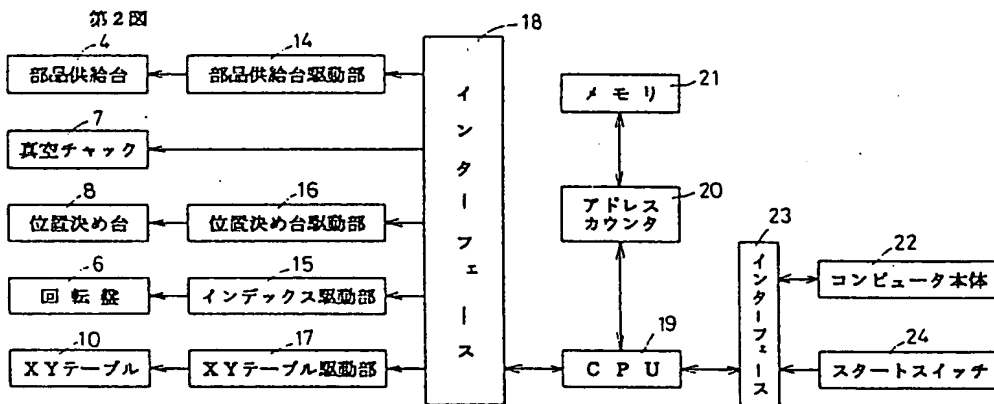 第2図
4
部品供給台
14
部品供給台駆動部
7
真空チャック
8
位置決め台
16
位置決め台駆動部
6
回転盤
15
インデックス駆動部
10
XYテーブル
17
XYテーブル駆動部
18
インターフェース
21
メモリ
20
アドレス
カウンタ
19
CPU
23
インターフェース
22
コンピュータ本体
24
スタートスイッチ